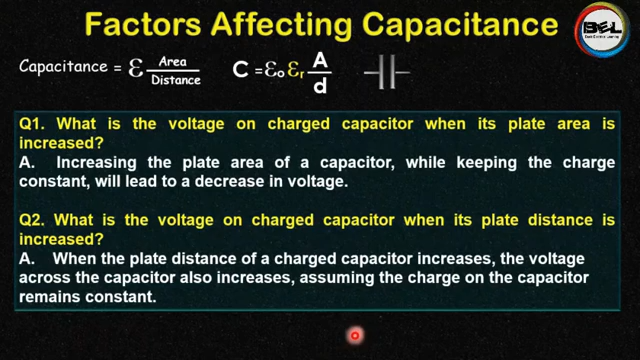 Factors Affecting Capacitance
BEL
Capacitance = ε Area / Distance
C = ε₀ εᵣ A / d
Q1. What is the voltage on charged capacitor when its plate area is
increased?
A. Increasing the plate area of a capacitor, while keeping the charge
constant, will lead to a decrease in voltage.
Q2. What is the voltage on charged capacitor when its plate distance is
increased?
A. When the plate distance of a charged capacitor increases, the voltage
across the capacitor also increases, assuming the charge on the capacitor
remains constant.